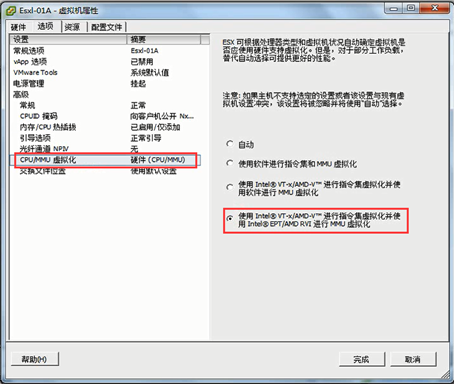 Esxl-01A - 虚拟机属性
硬件 选项 资源 配置文件
设置 摘要
常规选项 Esxl-01A
vApp 选项 已禁用
VMware Tools 系统默认值
电源管理 挂起
高级
常规 正常
CPUID 掩码 向客户机公开 Nx...
内存/CPU 热插拔 已启用/仅添加
引导选项 正常引导
光纤通道 NPIV 无
CPU/MMU 虚拟化 硬件 (CPU/MMU)
交换文件位置 使用默认设置
ESX 可根据处理器类型和虚拟机状况自动确定虚拟机是
否应使用硬件支持虚拟化。但是，对于部分工作负载，
替代自动选择可提供更好的性能。
注意: 如果主机不支持选定的设置或者该设置与现有虚
拟机设置冲突，该设置将被忽略并将使用“自动”选择。
自动
使用软件进行指令集和 MMU 虚拟化
使用 Intel® VT-x/AMD-V™ 进行指令集虚拟化并使
用软件进行 MMU 虚拟化
使用 Intel® VT-x/AMD-V™ 进行指令集虚拟化并使
用 Intel® EPT/AMD RVI 进行 MMU 虚拟化
帮助(H) 完成 取消